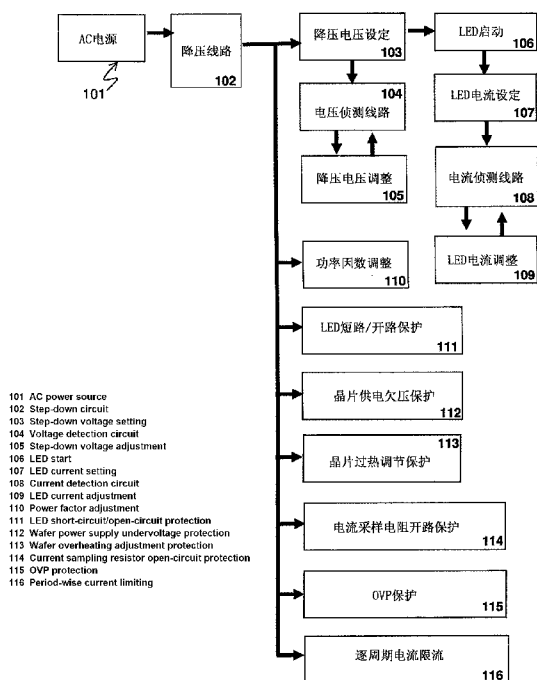 AC电源
101
降压线路
102
降压电压设定
103
LED启动
106
104
电压侦测线路
LED电流设定
107
降压电压调整
105
电流侦测线路
108
LED电流调整
109
功率因数调整
110
LED短路/开路保护
111
晶片供电欠压保护
112
113
晶片过热调节保护
电流采样电阻开路保护
114
OVP保护
115
逐周期电流限流
116
101 AC power source
102 Step-down circuit
103 Step-down voltage setting
104 Voltage detection circuit
105 Step-down voltage adjustment
106 LED start
107 LED current setting
108 Current detection circuit
109 LED current adjustment
110 Power factor adjustment
111 LED short-circuit/open-circuit protection
112 Wafer power supply undervoltage protection
113 Wafer overheating adjustment protection
114 Current sampling resistor open-circuit protection
115 OVP protection
116 Period-wise current limiting